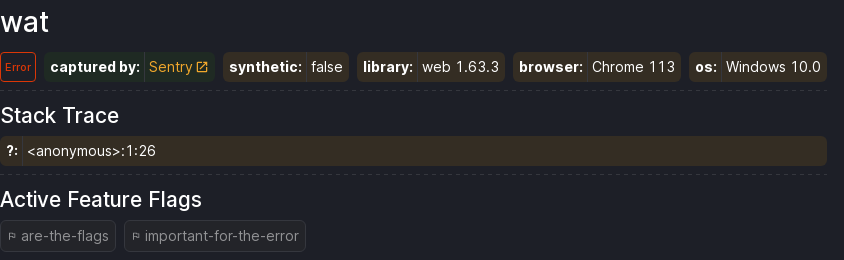 wat
Error captured by: Sentry synthetic: false library: web 1.63.3 browser: Chrome 113 os: Windows 10.0
Stack Trace
?: <anonymous>:1:26
Active Feature Flags
are-the-flags important-for-the-error